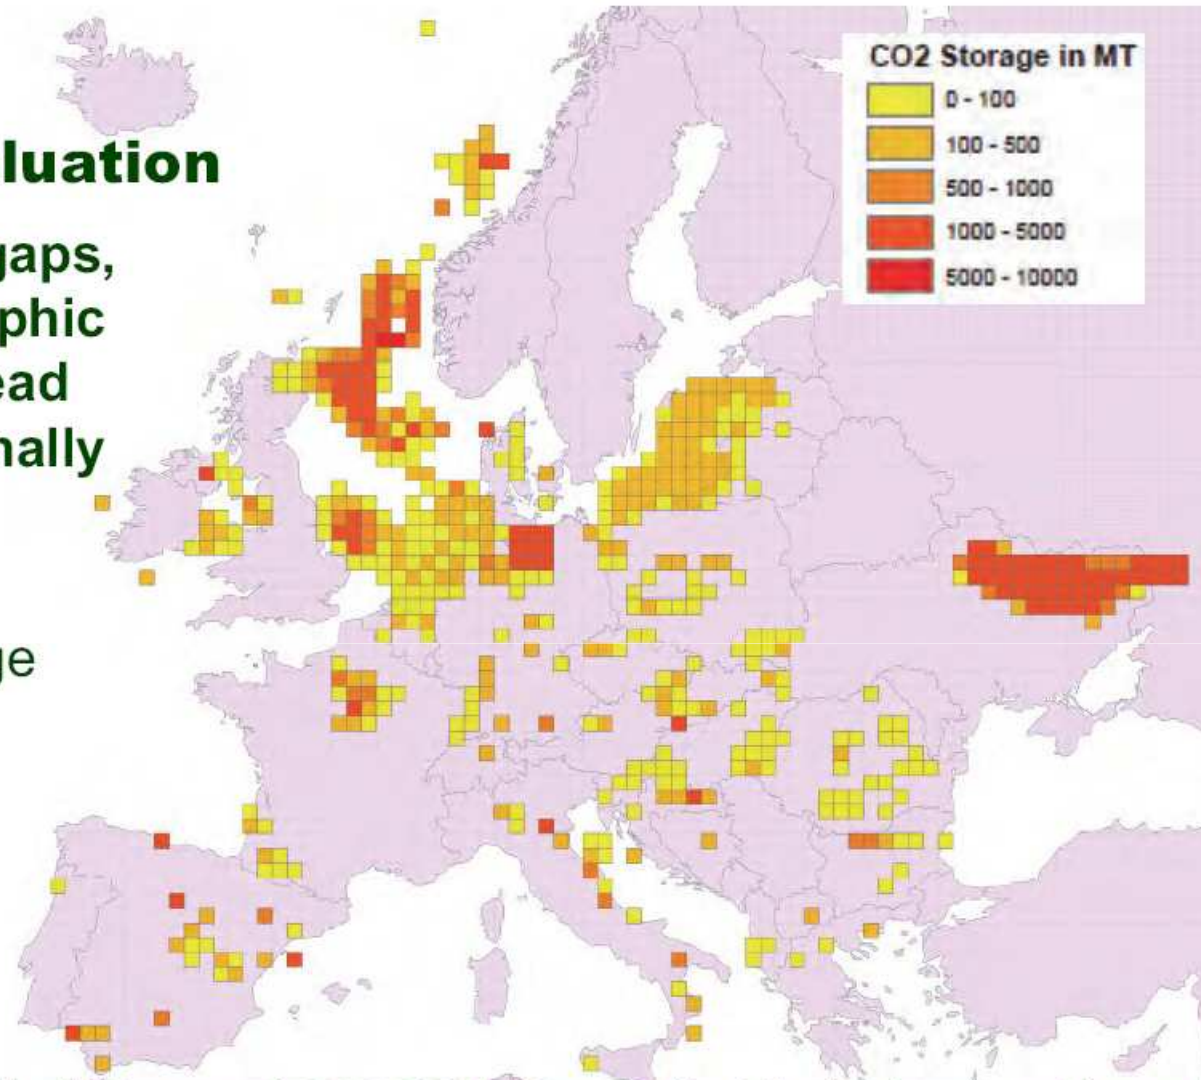 luation
gaps,
phic
ead
nally
ge
CO2 Storage in MT
0 - 100
100 - 500
500 - 1000
1000 - 5000
5000 - 10000